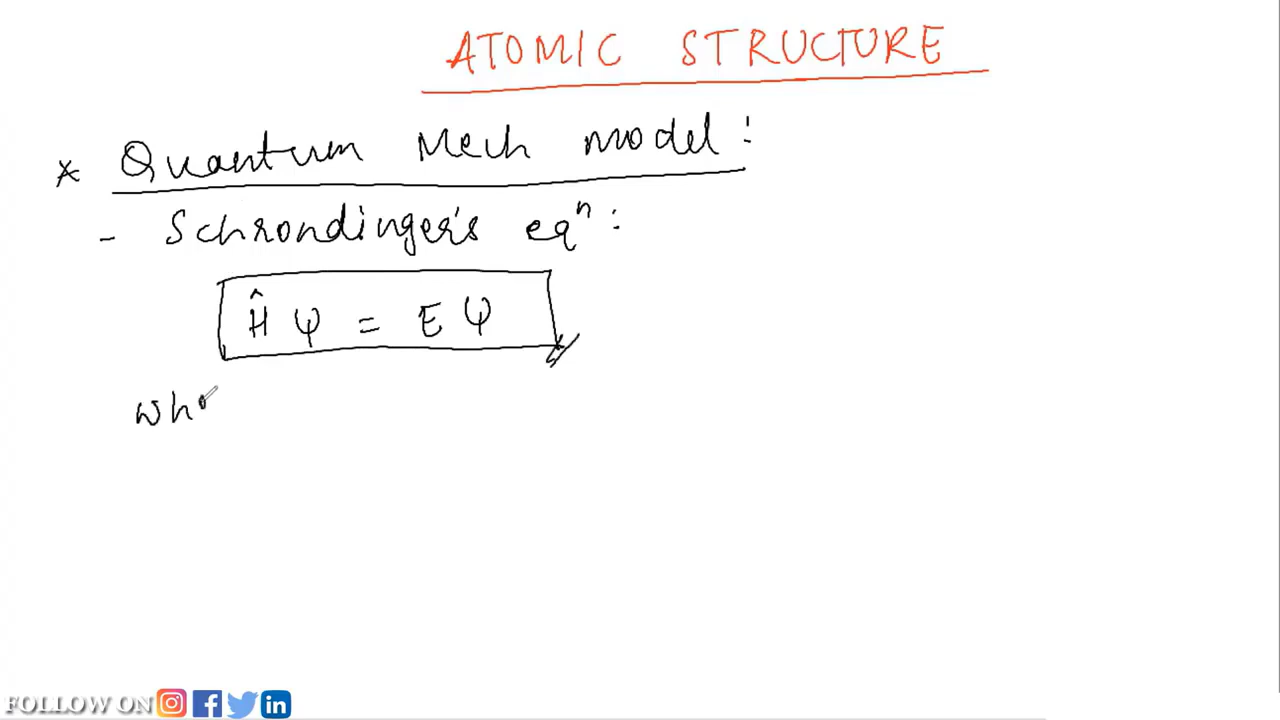 ATOMIC STRUCTURE
* Quantum Mech model:
- Schrondinger's eqⁿ:
Ĥ ψ = E ψ
FOLLOW ON